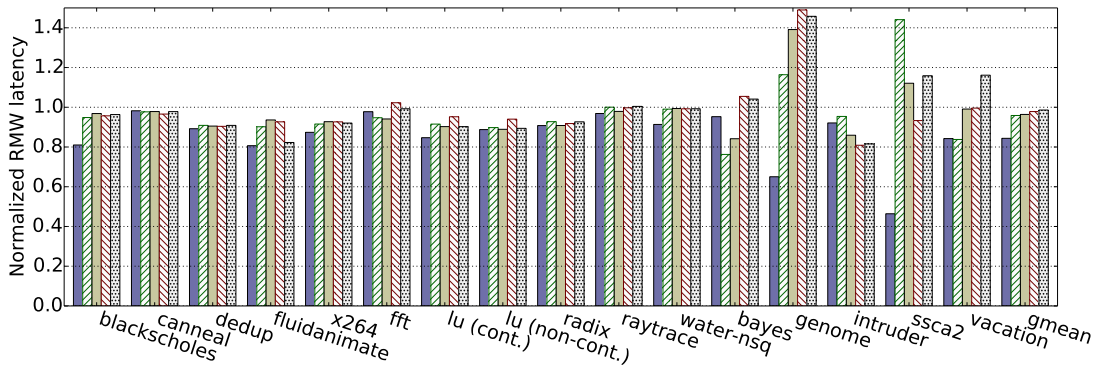 Normalized RMW latency
1.4
1.2
1.0
0.8
0.6
0.4
0.2
0.0
blackscholes
canneal
dedup
fluidanimate
x264
fft
lu (cont.)
lu (non-cont.)
radix
raytrace
water-nsq
bayes
genome
intruder
ssca2
vacation
gmean